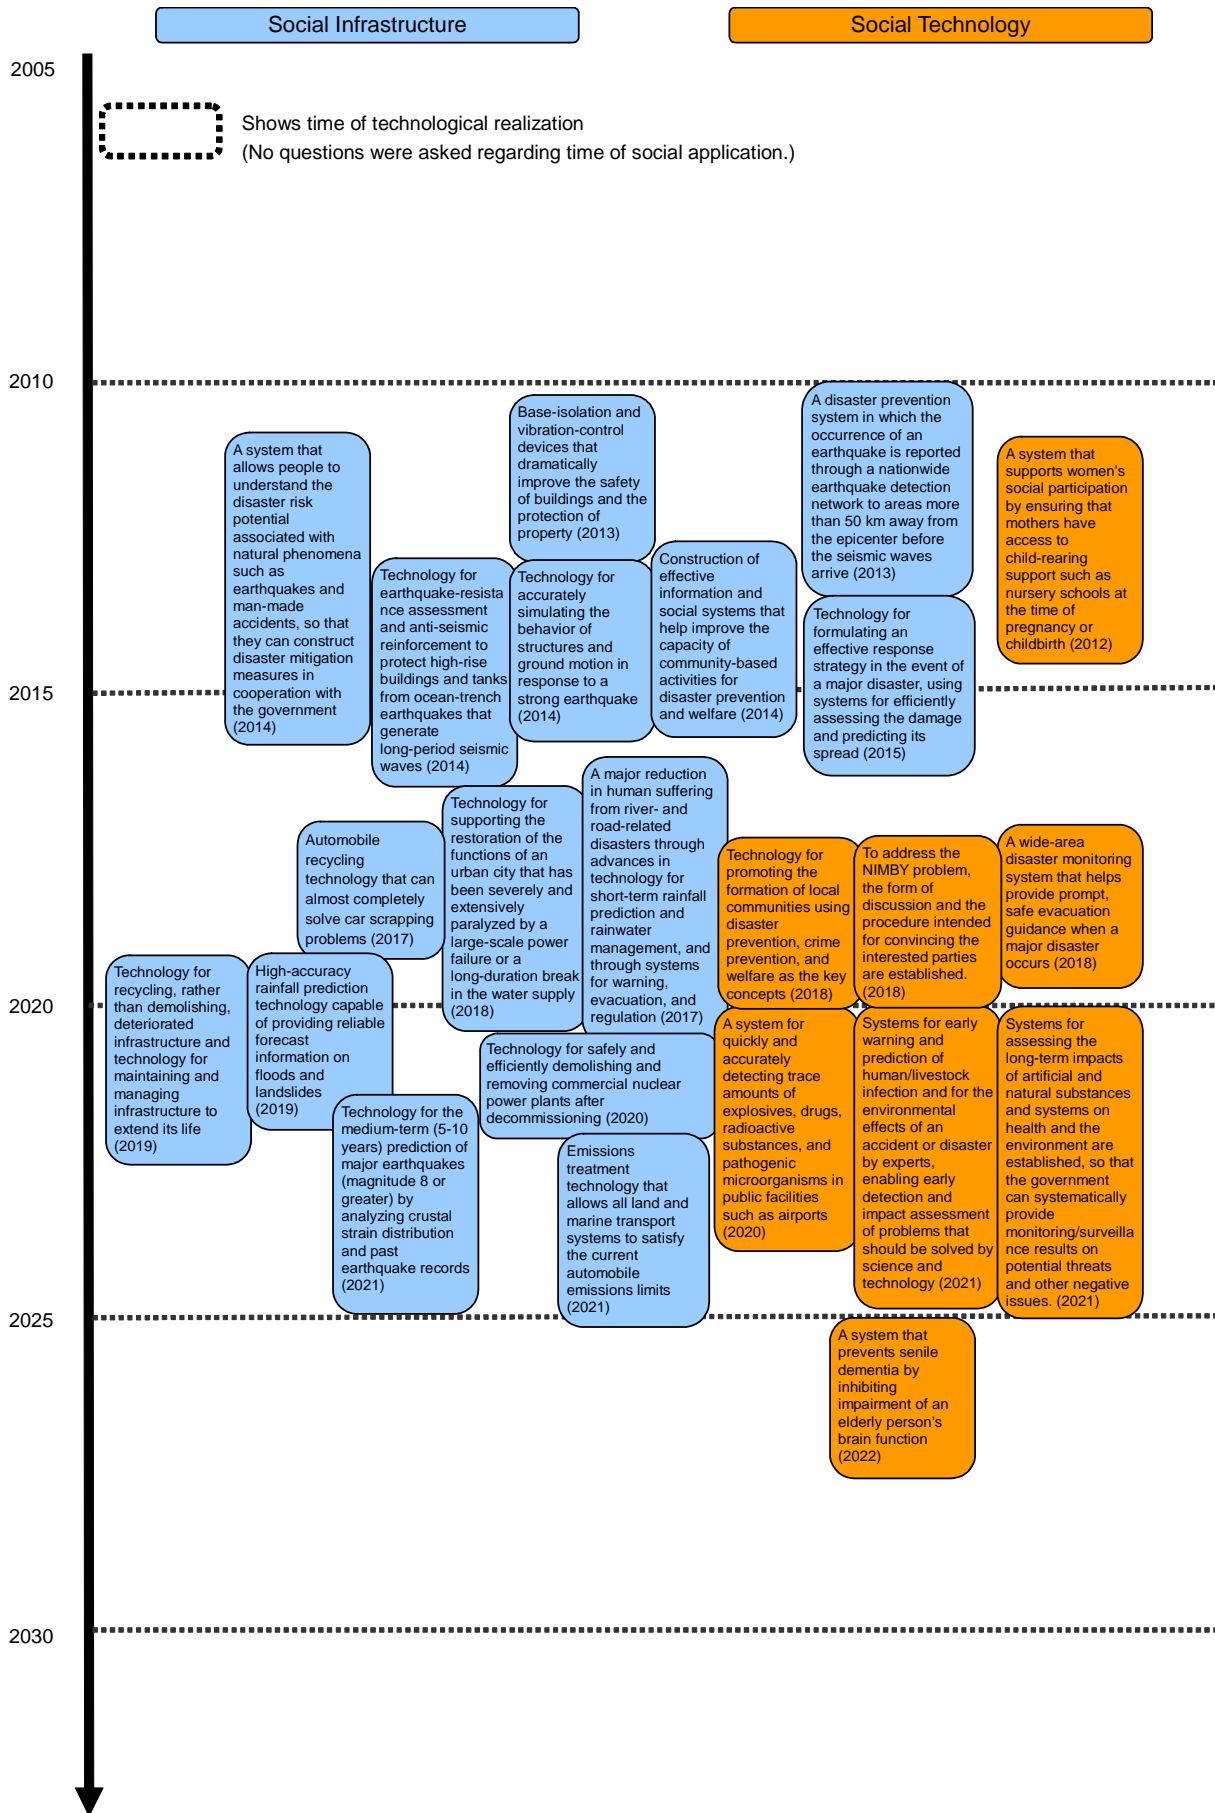 Social Infrastructure
Social Technology
2005
Shows time of technological realization
(No questions were asked regarding time of social application.)
2010
A system that
allows people to
understand the
disaster risk
potential
associated with
natural phenomena
such as
earthquakes and
man-made
accidents, so that
they can construct
disaster mitigation
measures in
cooperation with
the government
(2014)
Technology for
earthquake-resista
nce assessment
and anti-seismic
reinforcement to
protect high-rise
buildings and tanks
from ocean-trench
earthquakes that
generate
long-period seismic
waves (2014)
Base-isolation and
vibration-control
devices that
dramatically
improve the safety
of buildings and the
protection of
property (2013)
Technology for
accurately
simulating the
behavior of
structures and
ground motion in
response to a
strong earthquake
(2014)
Construction of
effective
information and
social systems that
help improve the
capacity of
community-based
activities for
disaster prevention
and welfare (2014)
A disaster prevention
system in which the
occurrence of an
earthquake is reported
through a nationwide
earthquake detection
network to areas more
than 50 km away from
the epicenter before
the seismic waves
arrive (2013)
Technology for
formulating an
effective response
strategy in the event of
a major disaster, using
systems for efficiently
assessing the damage
and predicting its
spread (2015)
A system that
supports women's
social participation
by ensuring that
mothers have
access to
child-rearing
support such as
nursery schools at
the time of
pregnancy or
childbirth (2012)
2015
Automobile
recycling
technology that can
almost completely
solve car scrapping
problems (2017)
Technology for
supporting the
restoration of the
functions of an
urban city that has
been severely and
extensively
paralyzed by a
large-scale power
failure or a
long-duration break
in the water supply
(2018)
A major reduction
in human suffering
from river- and
road-related
disasters through
advances in
technology for
short-term rainfall
prediction and
rainwater
management, and
through systems
for warning,
evacuation, and
regulation (2017)
Technology for
promoting the
formation of local
communities using
disaster
prevention, crime
prevention, and
welfare as the key
concepts (2018)
To address the
NIMBY problem,
the form of
discussion and the
procedure intended
for convincing the
interested parties
are established.
(2018)
A wide-area
disaster monitoring
system that helps
provide prompt,
safe evacuation
guidance when a
major disaster
occurs (2018)
2020
Technology for
recycling, rather
than demolishing,
deteriorated
infrastructure and
technology for
maintaining and
managing
infrastructure to
extend its life
(2019)
High-accuracy
rainfall prediction
technology capable
of providing reliable
forecast
information on
floods and
landslides
(2019)
Technology for the
medium-term (5-10
years) prediction of
major earthquakes
(magnitude 8 or
greater) by
analyzing crustal
strain distribution
and past
earthquake records
(2021)
Technology for safely and
efficiently demolishing and
removing commercial nuclear
power plants after
decommissioning (2020)
Emissions
treatment
technology that
allows all land and
marine transport
systems to satisfy
the current
automobile
emissions limits
(2021)
A system for
quickly and
accurately
detecting trace
amounts of
explosives, drugs,
radioactive
substances, and
pathogenic
microorganisms in
public facilities
such as airports
(2020)
Systems for early
warning and
prediction of
human/livestock
infection and for the
environmental
effects of an
accident or disaster
by experts,
enabling early
detection and
impact assessment
of problems that
should be solved by
science and
technology (2021)
Systems for
assessing the
long-term impacts
of artificial and
natural substances
and systems on
health and the
environment are
established, so that
the government
can systematically
provide
monitoring/surveilla
nce results on
potential threats
and other negative
issues. (2021)
2025
A system that
prevents senile
dementia by
inhibiting
impairment of an
elderly person's
brain function
(2022)
2030